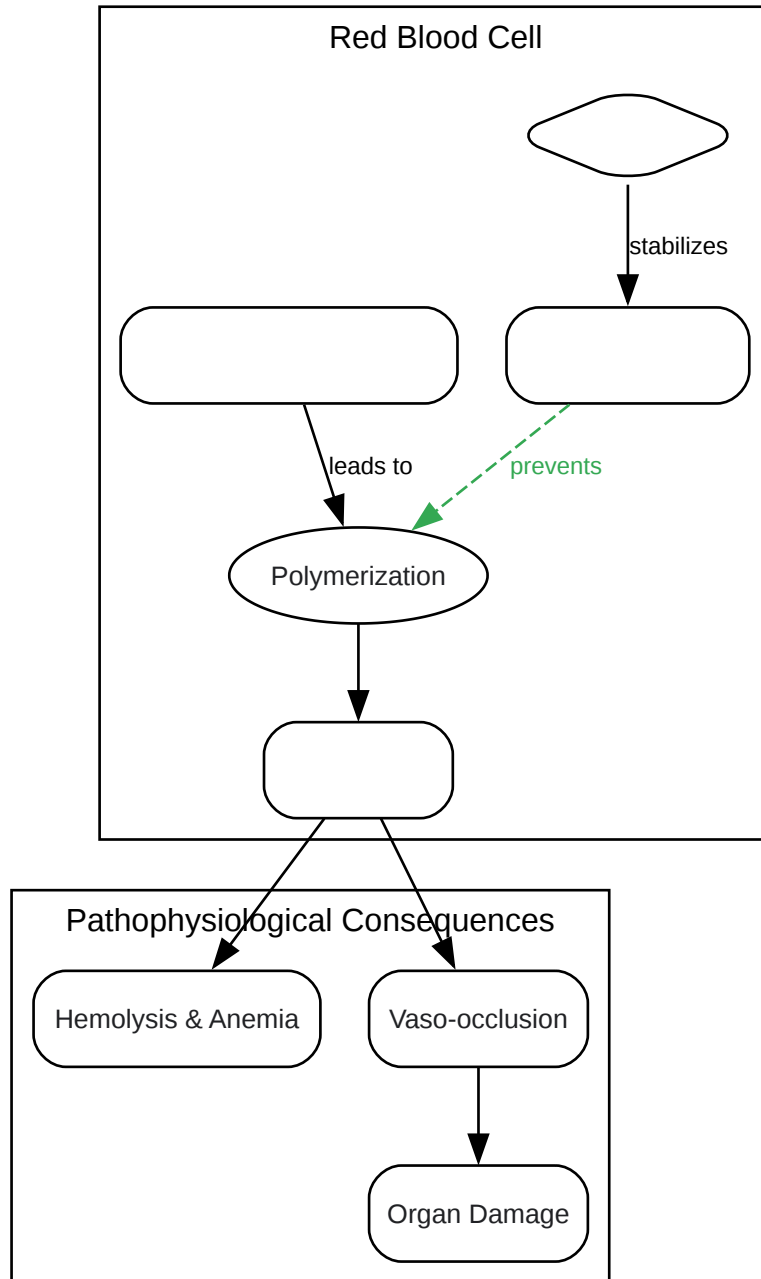 Red Blood Cell
stabilizes
leads to
prevents
Polymerization
Pathophysiological Consequences
Hemolysis & Anemia
Vaso-occlusion
Organ Damage